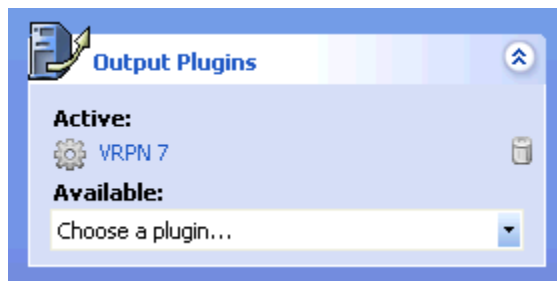 Output Plugins
Active:
VRPN 7
Available:
Choose a plugin...